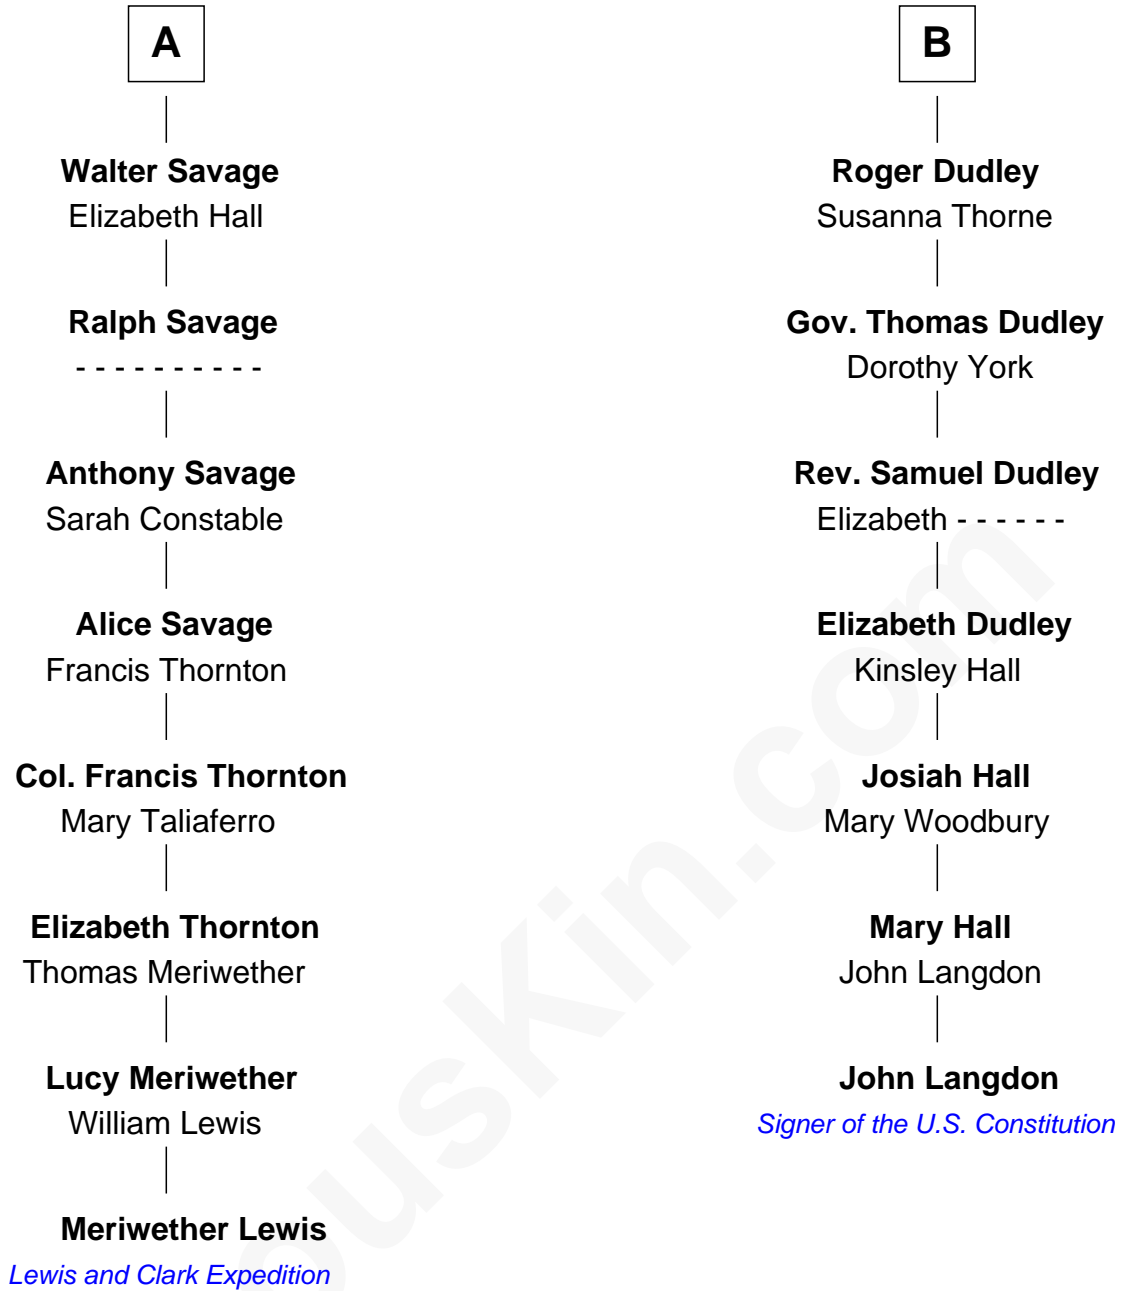 A
Walter Savage
Elizabeth Hall
Ralph Savage
- - - - - - - - - -
Anthony Savage
Sarah Constable
Alice Savage
Francis Thornton
Col. Francis Thornton
Mary Taliaferro
Elizabeth Thornton
Thomas Meriwether
Lucy Meriwether
William Lewis
Meriwether Lewis
Lewis and Clark Expedition
B
Roger Dudley
Susanna Thorne
Gov. Thomas Dudley
Dorothy York
Rev. Samuel Dudley
Elizabeth - - - - - -
Elizabeth Dudley
Kinsley Hall
Josiah Hall
Mary Woodbury
Mary Hall
John Langdon
John Langdon
Signer of the U.S. Constitution
ousKin.com